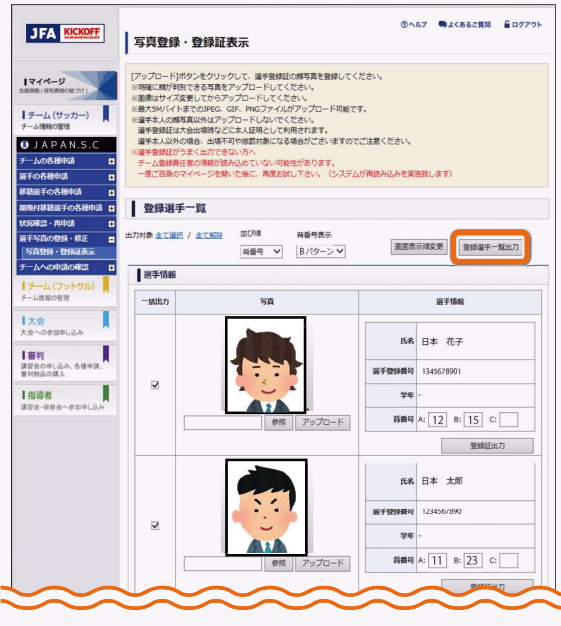 JFA KICKOFF
ヘルプ よくあるご質問 ログアウト
写真登録・登録証表示
マイページ
会員情報(保有資格の紐づけ)
チーム (サッカー)
チーム情報の管理
JAPAN.S.C
チームの各種申請
選手の各種申請
移籍選手の各種申請
期限付移籍選手の各種申請
状況確認・再申請
選手写真の登録・修正
写真登録・登録証表示
チームへの申請の確認
チーム (フットサル)
チーム情報の管理
大会
大会への参加申し込み
審判
講習会の申し込み、各種申請、
審判物品の購入
指導者
講習会・研修会へ参加申し込み
[アップロード]ボタンをクリックして、選手登録証の顔写真を登録してください。
※明確に顔が判別できる写真をアップロードしてください。
※画像はサイズ変更してからアップロードしてください。
※最大5MバイトまでのJPEG、GIF、PNGファイルがアップロード可能です。
※選手本人の顔写真以外はアップロードしないでください。
選手登録証は大会出場時などに本人証明として利用されます。
選手本人以外の場合、出場不可や懲罰対象になる場合がございますのでご注意ください。
※選手登録証がうまく出力できない方へ
チーム登録責任者の情報が読み込めていない可能性があります。
一度ご自身のマイページを開いた後に、再度お試し下さい。(システムが再読み込みを実施致します)
登録選手一覧
出力対象 全て選択 / 全て解除 並び順 背番号表示
背番号 Bパターン 画面表示順変更 登録選手一覧出力
選手情報
一括出力 写真 選手情報
氏名 日本 花子
選手登録番号 1345678901
学年 -
背番号 A: 12 B: 15 C:
参照 アップロード
登録証出力
氏名 日本 太郎
選手登録番号 1234567890
学年 -
背番号 A: 11 B: 23 C:
参照 アップロード
登録証出力